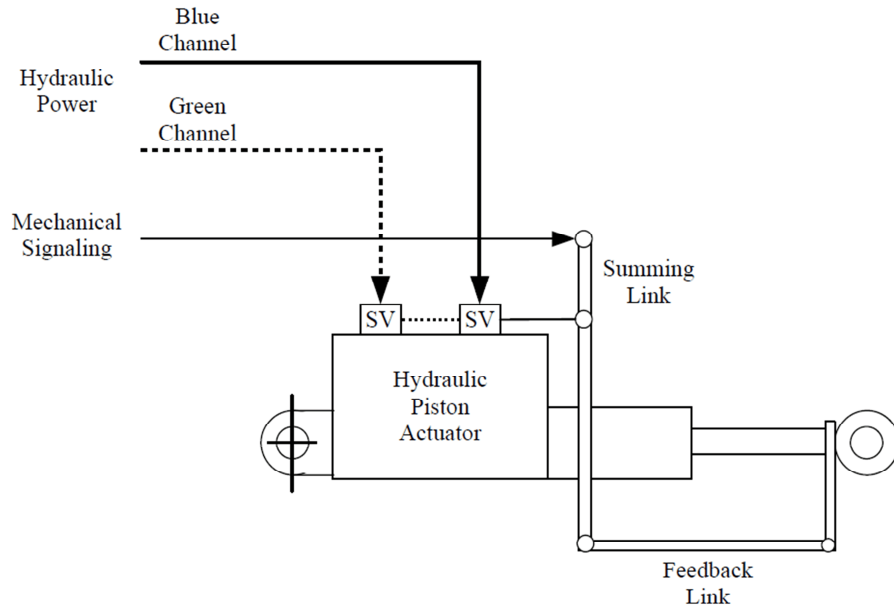 Blue
Channel
Hydraulic
Power
Green
Channel
Mechanical
Signaling
Summing
Link
SV
SV
Hydraulic
Piston
Actuator
Feedback
Link